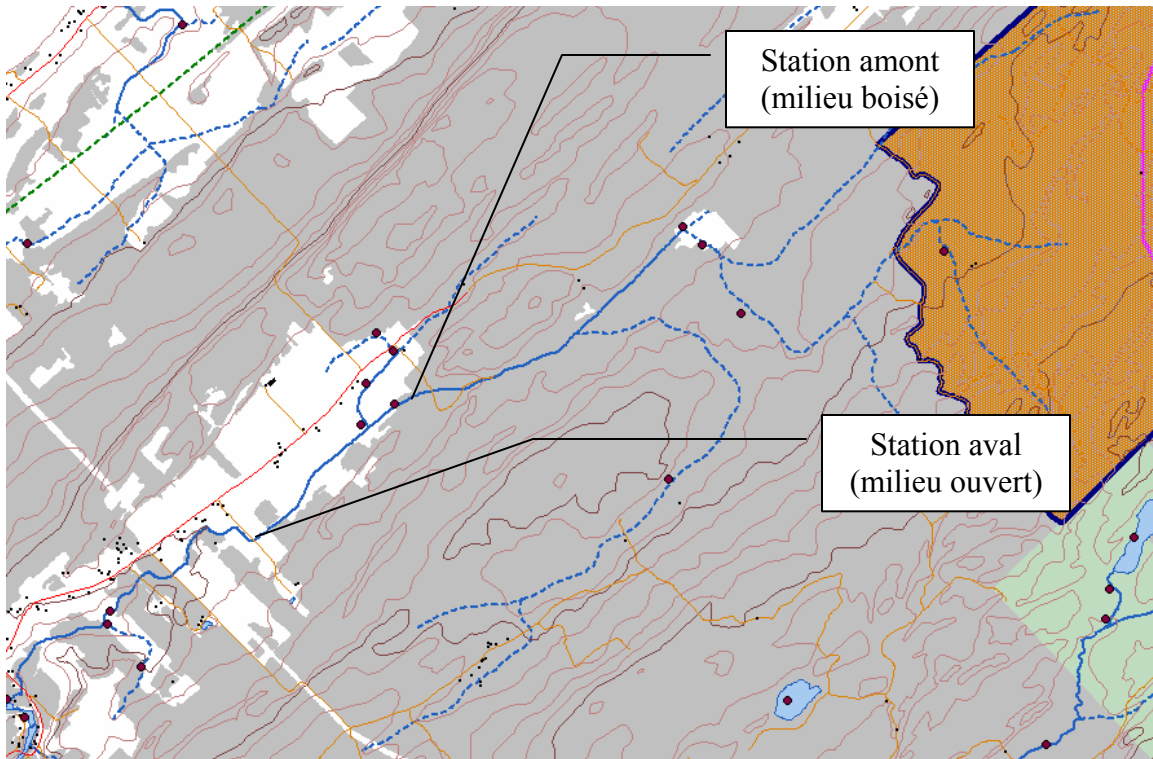 Station amont
(milieu boisé)
Station aval
(milieu ouvert)